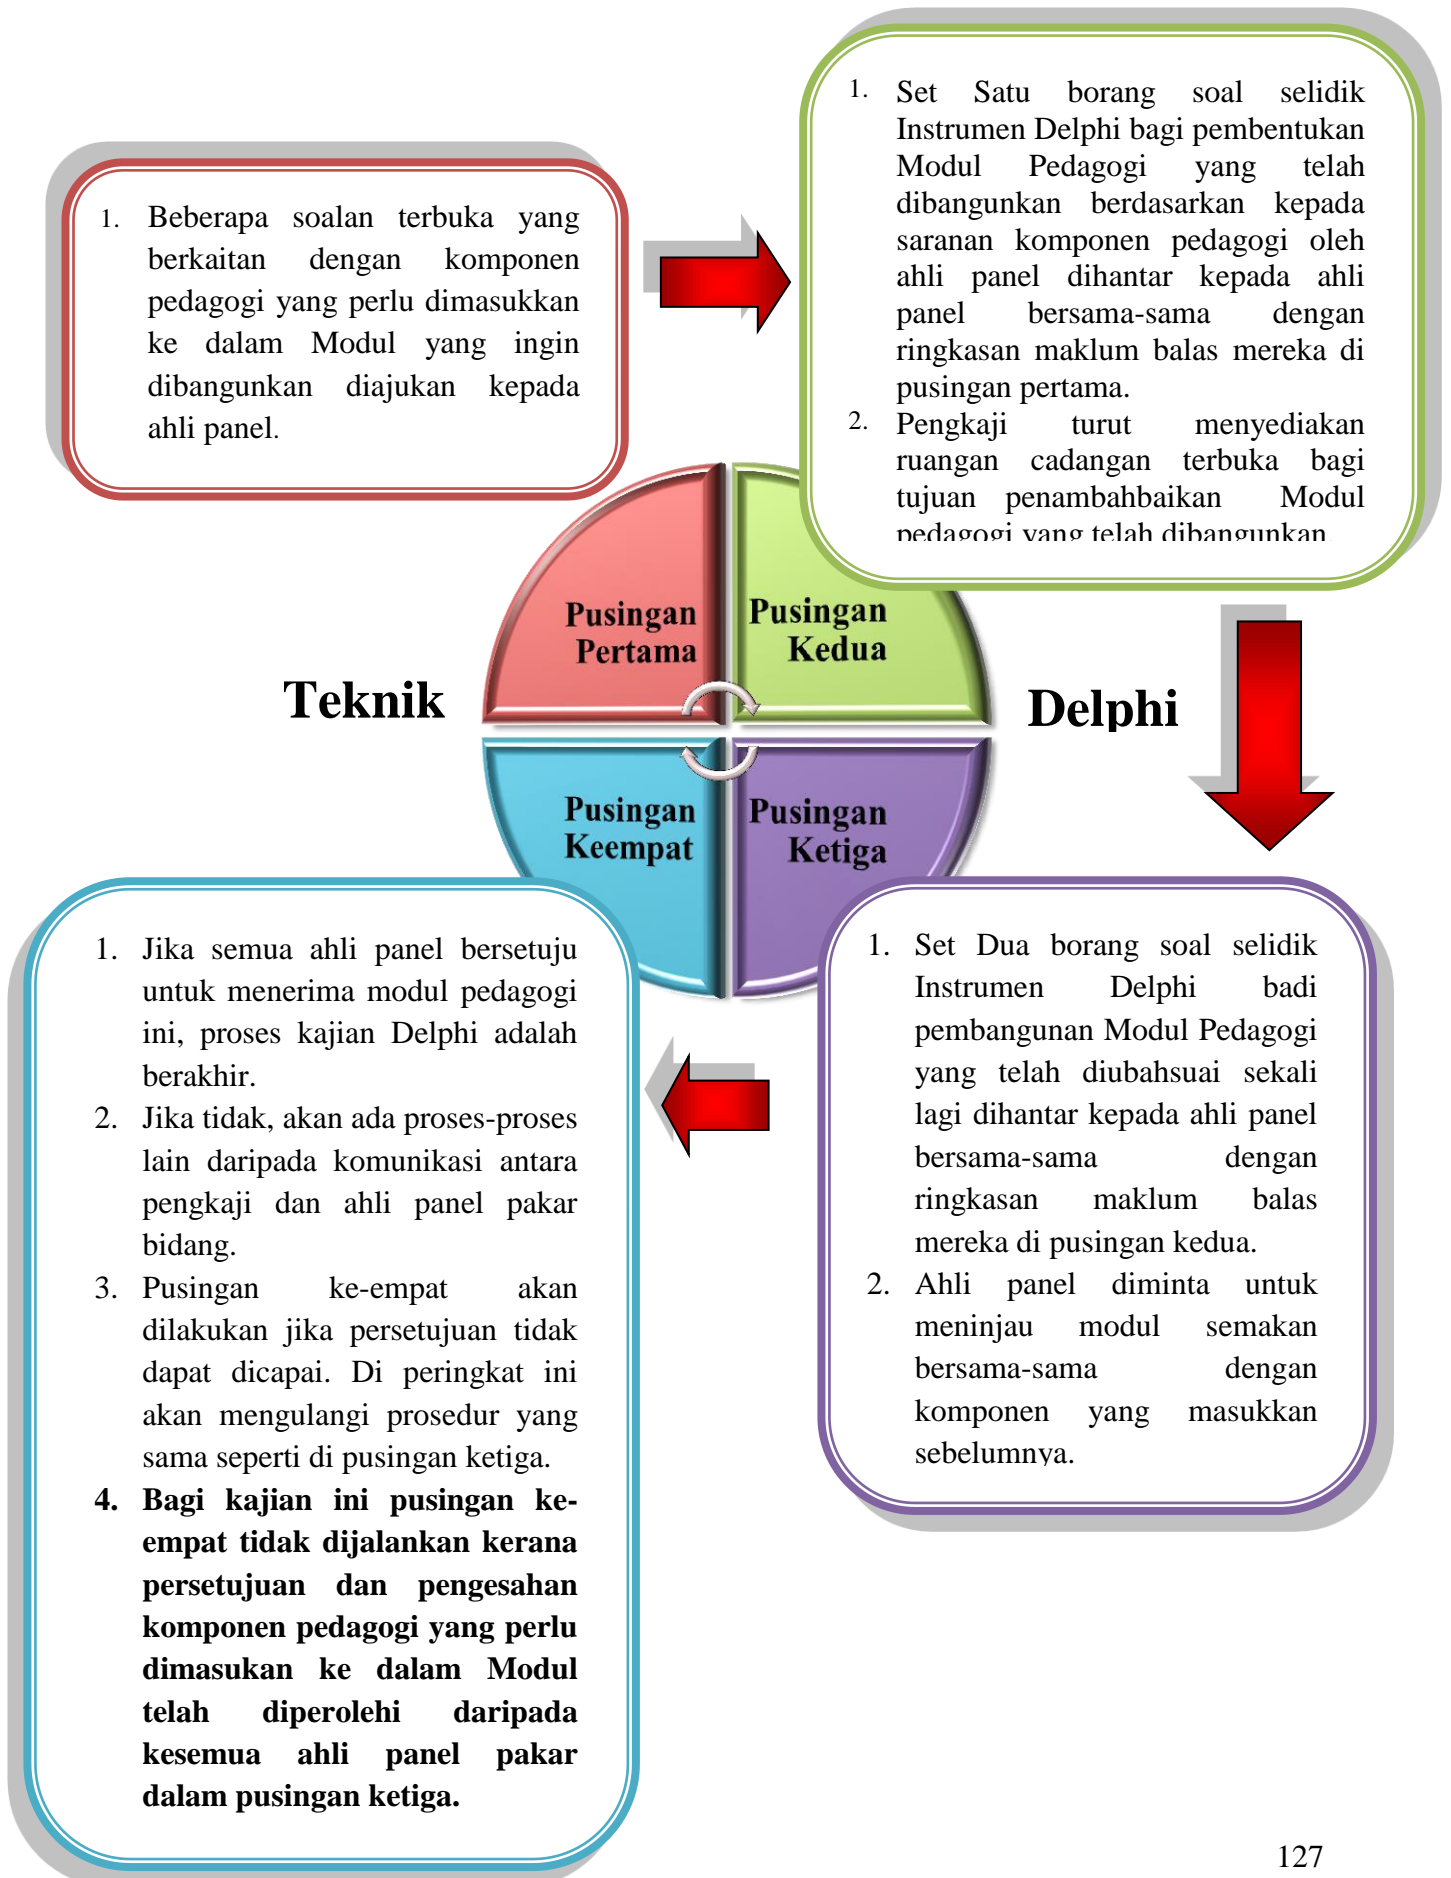 1. Beberapa soalan terbuka yang
berkaitan dengan komponen
pedagogi yang perlu dimasukkan
ke dalam Modul yang ingin
dibangunkan diajukan kepada
ahli panel.
1. Set Satu borang soal selidik
Instrumen Delphi bagi pembentukan
Modul Pedagogi yang telah
dibangunkan berdasarkan kepada
saranan komponen pedagogi oleh
ahli panel dihantar kepada ahli
panel bersama-sama dengan
ringkasan maklum balas mereka di
pusingan pertama.
2. Pengkaji turut menyediakan
ruangan cadangan terbuka bagi
tujuan penambahbaikan Modul
pedagogi yang telah dibangunkan.
Teknik
Pusingan
Pertama
Pusingan
Kedua
Delphi
Pusingan
Keempat
Pusingan
Ketiga
1. Set Dua borang soal selidik
Instrumen Delphi badi
pembangunan Modul Pedagogi
yang telah diubahsuai sekali
lagi dihantar kepada ahli panel
bersama-sama dengan
ringkasan maklum balas
mereka di pusingan kedua.
2. Ahli panel diminta untuk
meninjau modul semakan
bersama-sama dengan
komponen yang masukkan
sebelumnya.
1. Jika semua ahli panel bersetuju
untuk menerima modul pedagogi
ini, proses kajian Delphi adalah
berakhir.
2. Jika tidak, akan ada proses-proses
lain daripada komunikasi antara
pengkaji dan ahli panel pakar
bidang.
3. Pusingan ke-empat akan
dilakukan jika persetujuan tidak
dapat dicapai. Di peringkat ini
akan mengulangi prosedur yang
sama seperti di pusingan ketiga.
4. Bagi kajian ini pusingan ke-
empat tidak dijalankan kerana
persetujuan dan pengesahan
komponen pedagogi yang perlu
dimasukan ke dalam Modul
telah diperolehi daripada
kesemua ahli panel pakar
dalam pusingan ketiga.
127